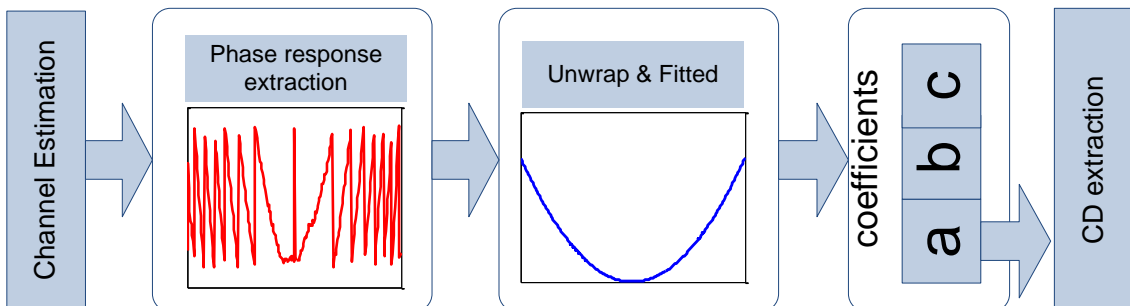 Channel Estimation
Phase response
extraction
Unwrap & Fitted
coefficients
a b c
CD extraction